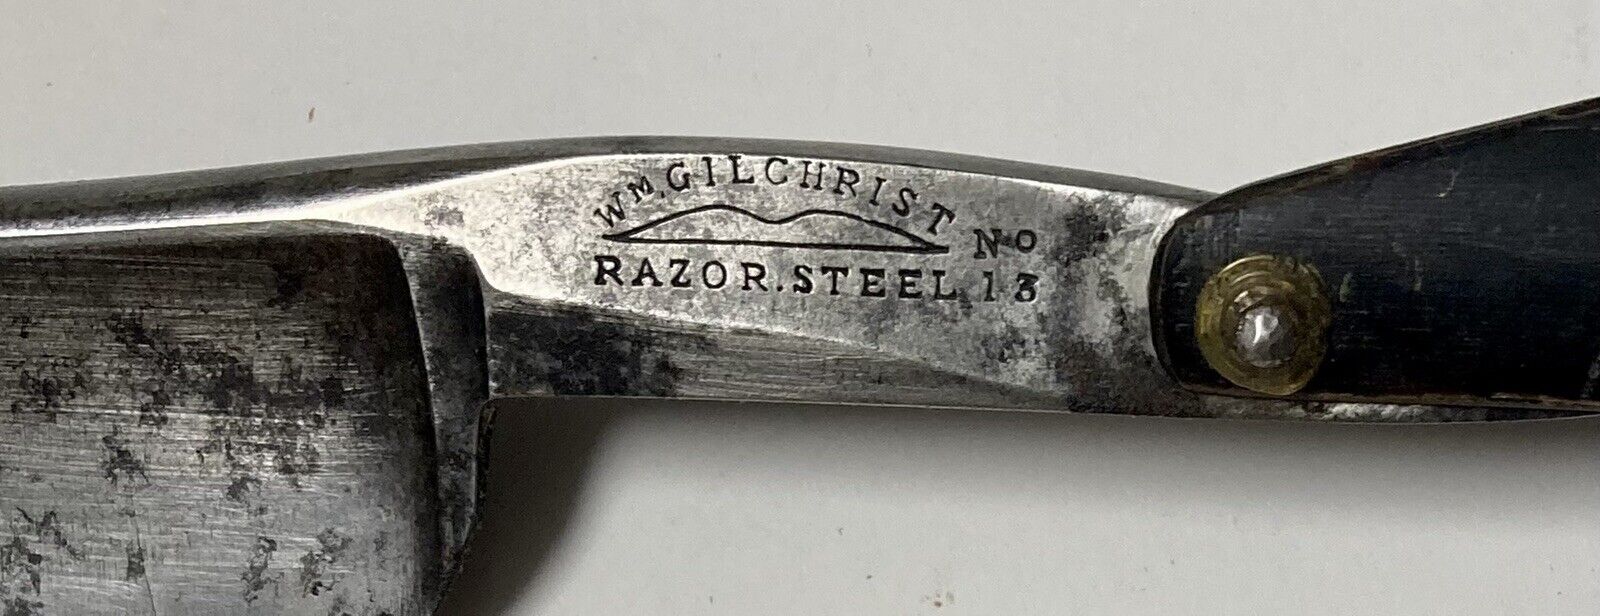 WM. GILCHRIST
RAZOR. STEEL
No
13